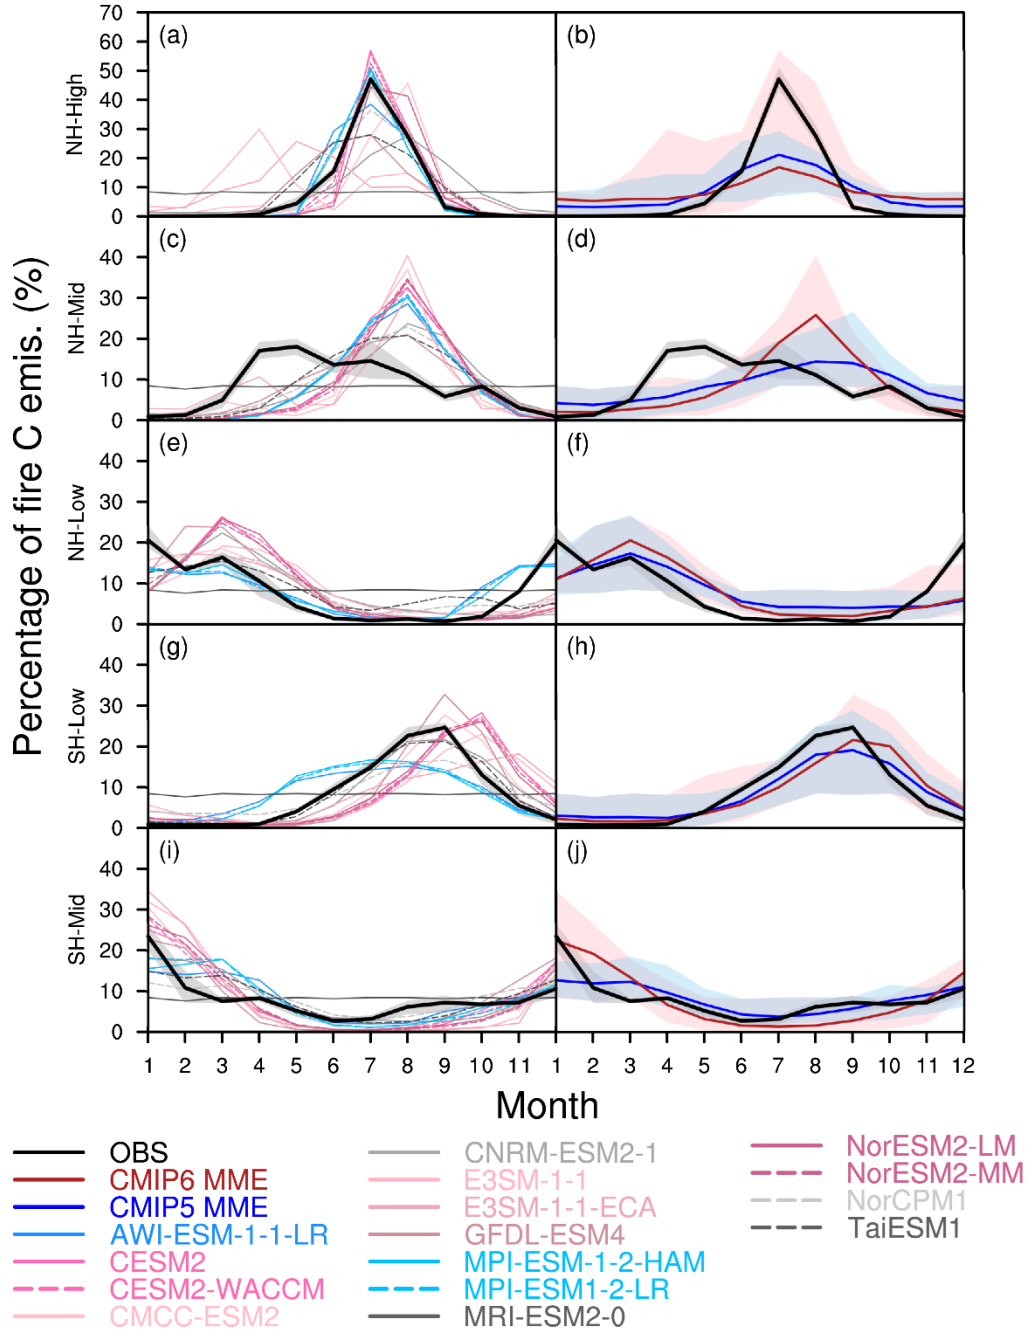 Percentage of fire C emis. (%)
NH-High
70
60
50
40
30
20
10
0
(a)
(b)
NH-Mid
40
30
20
10
0
(c)
(d)
NH-Low
40
30
20
10
0
(e)
(f)
SH-Low
40
30
20
10
0
(g)
(h)
SH-Mid
40
30
20
10
0
(i)
(j)
1 2 3 4 5 6 7 8 9 10 11 1 2 3 4 5 6 7 8 9 10 11 12
Month
OBS
CMIP6 MME
CMIP5 MME
AWI-ESM-1-1-LR
CESM2
CESM2-WACCM
CMCC-ESM2
CNRM-ESM2-1
E3SM-1-1
E3SM-1-1-ECA
GFDL-ESM4
MPI-ESM-1-2-HAM
MPI-ESM1-2-LR
MRI-ESM2-0
NorESM2-LM
NorESM2-MM
NorCPM1
TaiESM1